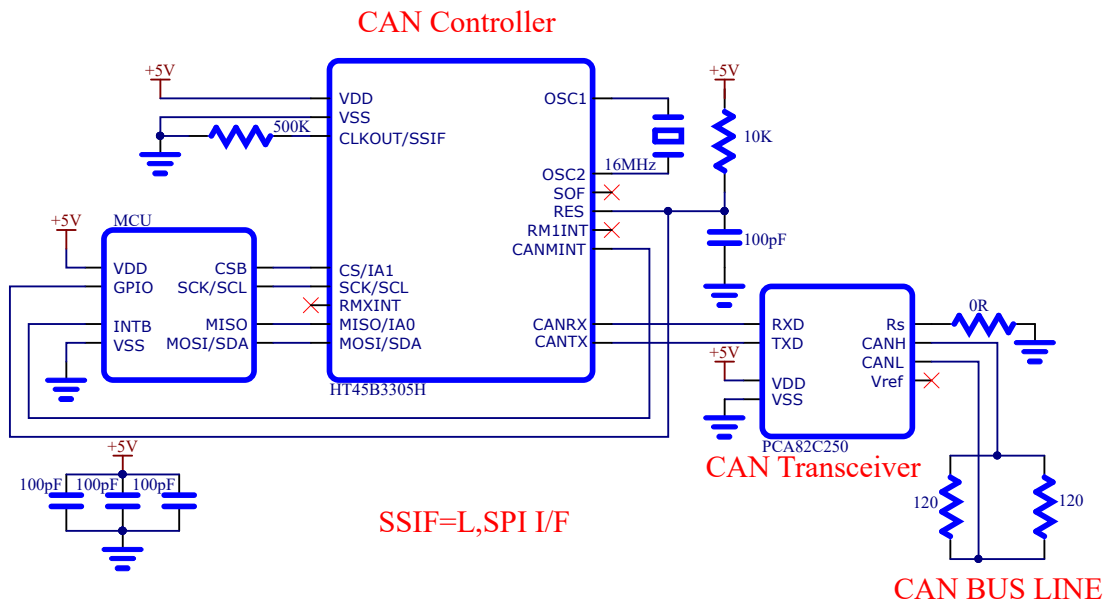 CAN Controller
+5V
VDD
VSS
500K
CLKOUT/SSIF
OSC1
OSC2
16MHz
SOF
RES
RM1INT
CANMINT
+5V
10K
100pF
+5V
MCU
VDD
GPIO
INTB
VSS
CSB
SCK/SCL
MISO
MOSI/SDA
CS/IA1
SCK/SCL
RMXINT
MISO/IA0
MOSI/SDA
CANRX
CANTX
HT45B3305H
RXD
TXD
+5V
VDD
VSS
Rs
CANH
CANL
Vref
0R
PCA82C250
CAN Transceiver
+5V
100pF
100pF
100pF
SSIF=L,SPI I/F
120
120
CAN BUS LINE